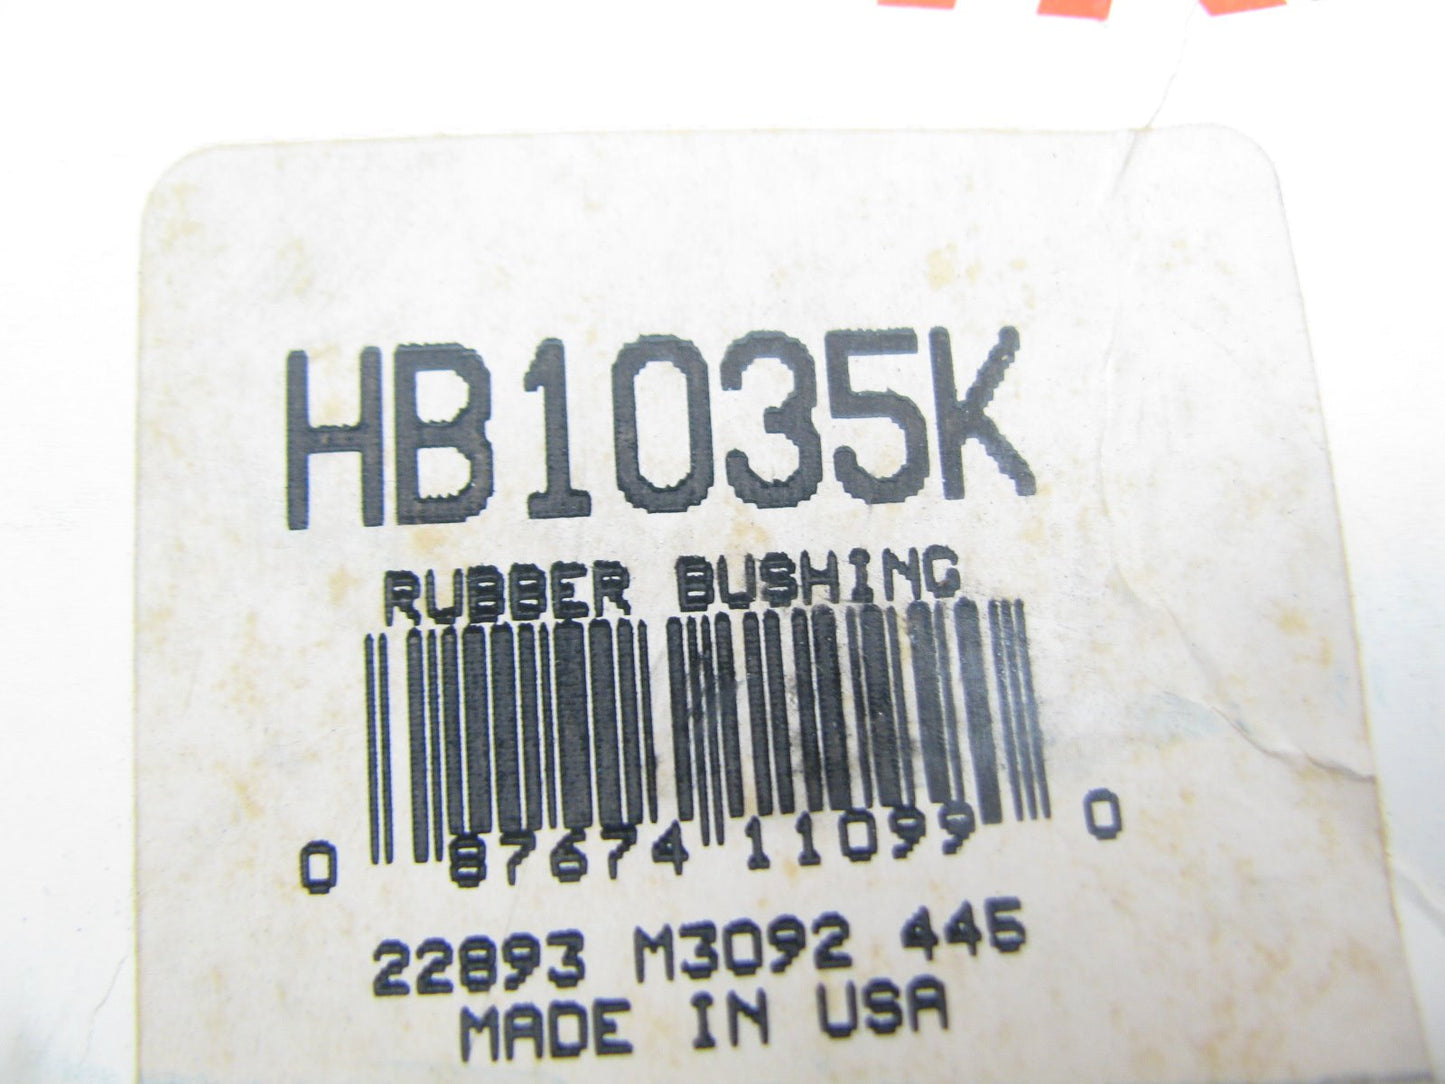 HB1035K
RUBBER BUSHING
0 87674 11099 0
22893 M3092 445
MADE IN USA